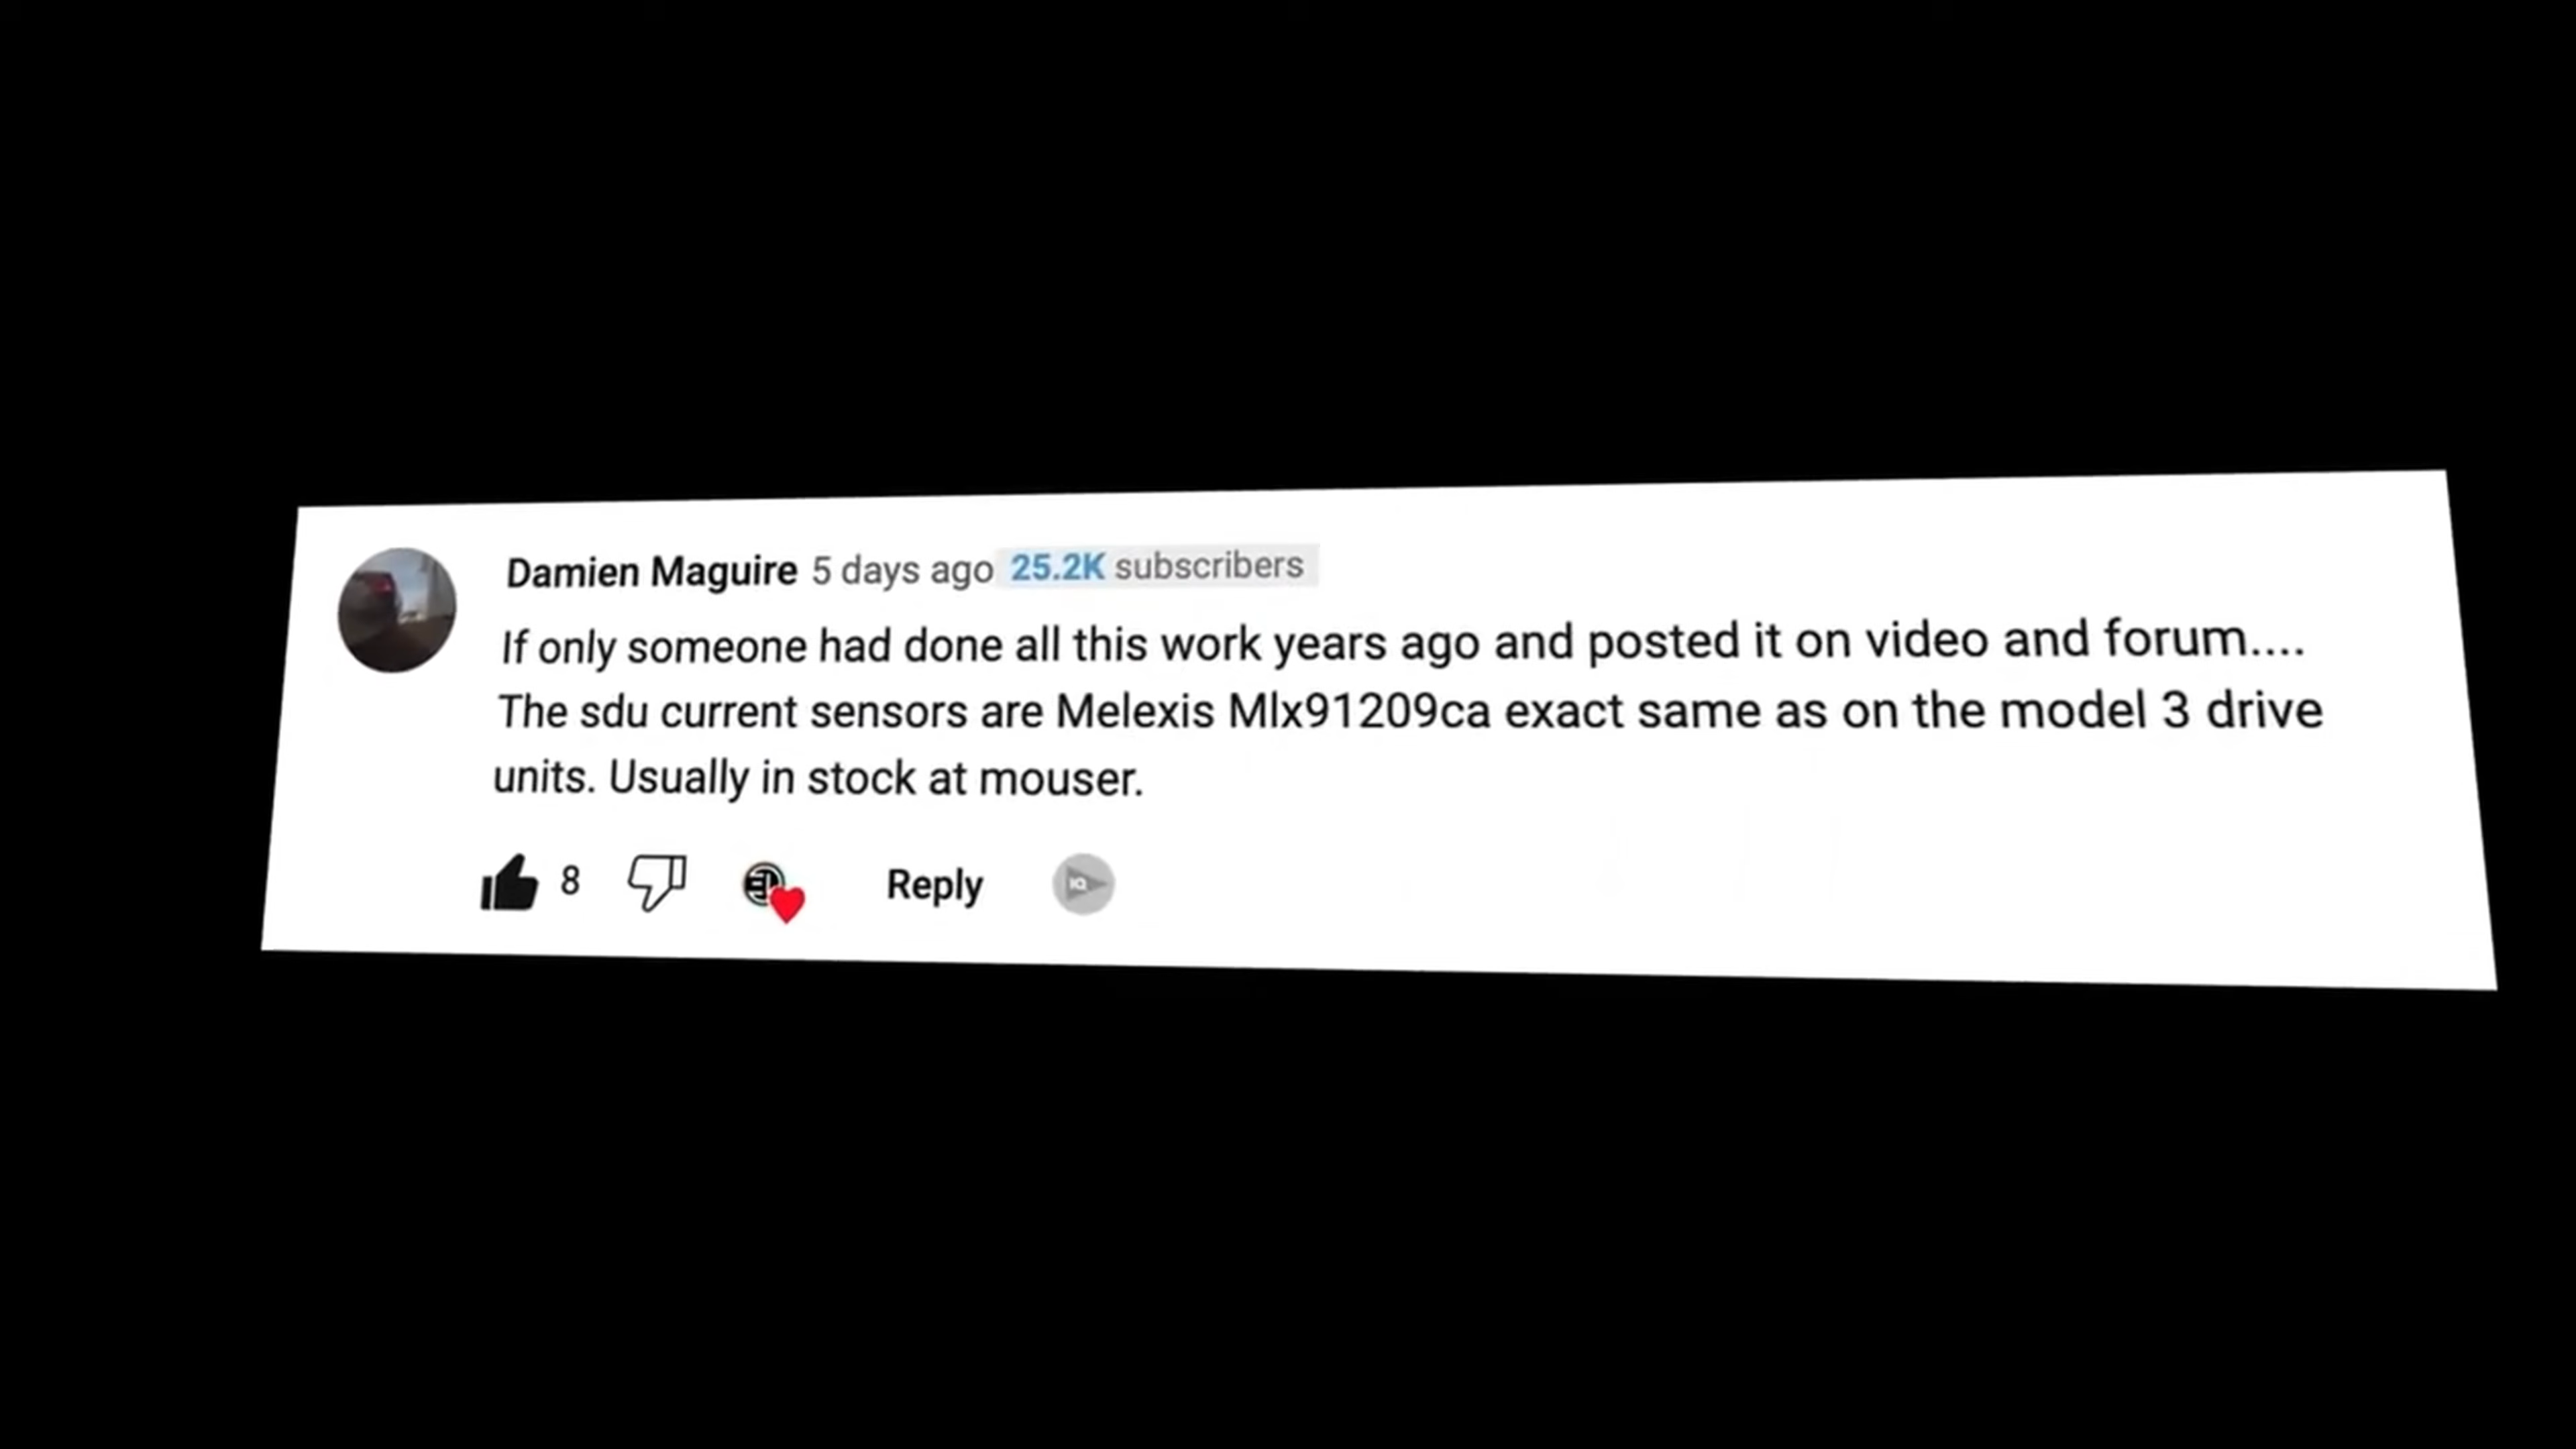 Damien Maguire 5 days ago 25.2K subscribers
If only someone had done all this work years ago and posted it on video and forum....
The sdu current sensors are Melexis Mlx91209ca exact same as on the model 3 drive
units. Usually in stock at mouser.
8 Reply IQ